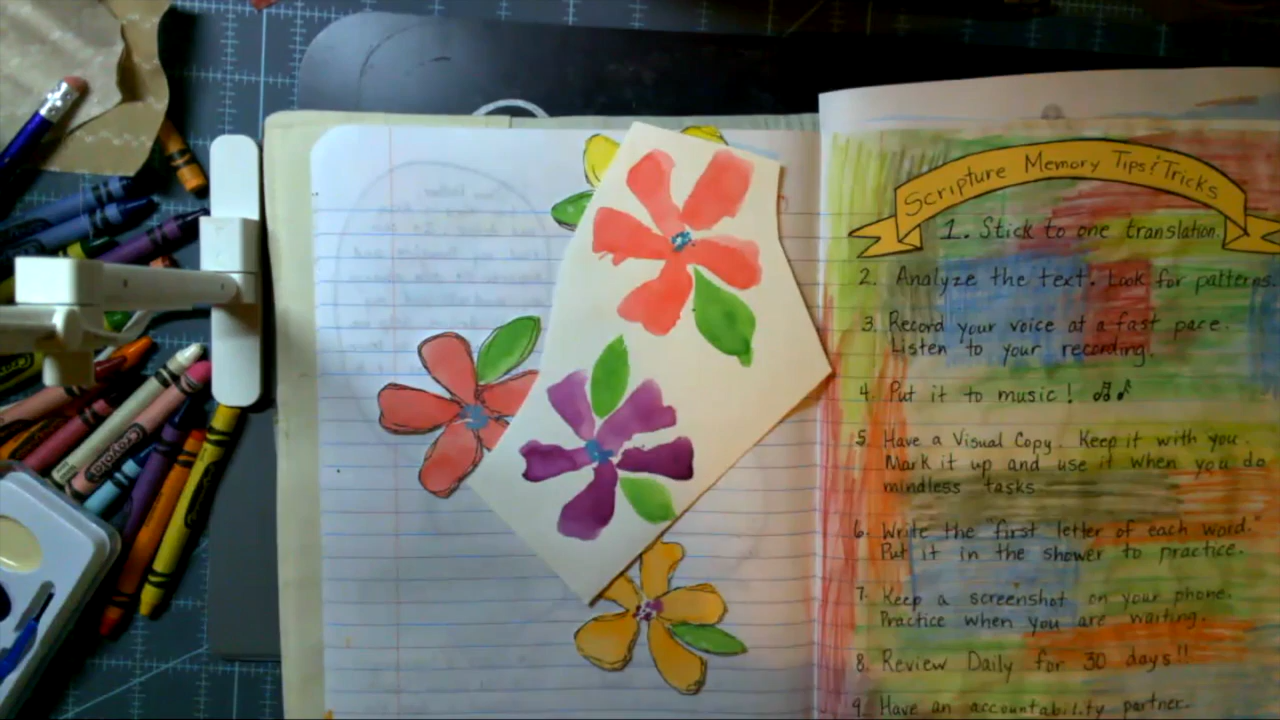 Scripture Memory Tips & Tricks
1. Stick to one translation.
2. Analyze the text. Look for patterns.
3. Record your voice at a fast pace.
Listen to your recording.
4. Put it to music!
5. Have a Visual Copy. Keep it with you.
Mark it up and use it when you do
mindless tasks.
6. Write the "first letter of each word."
Put it in the shower to practice.
7. Keep a screenshot on your phone.
Practice when you are waiting.
8. Review Daily for 30 days!!
9. Have an accountability partner.
Crayola